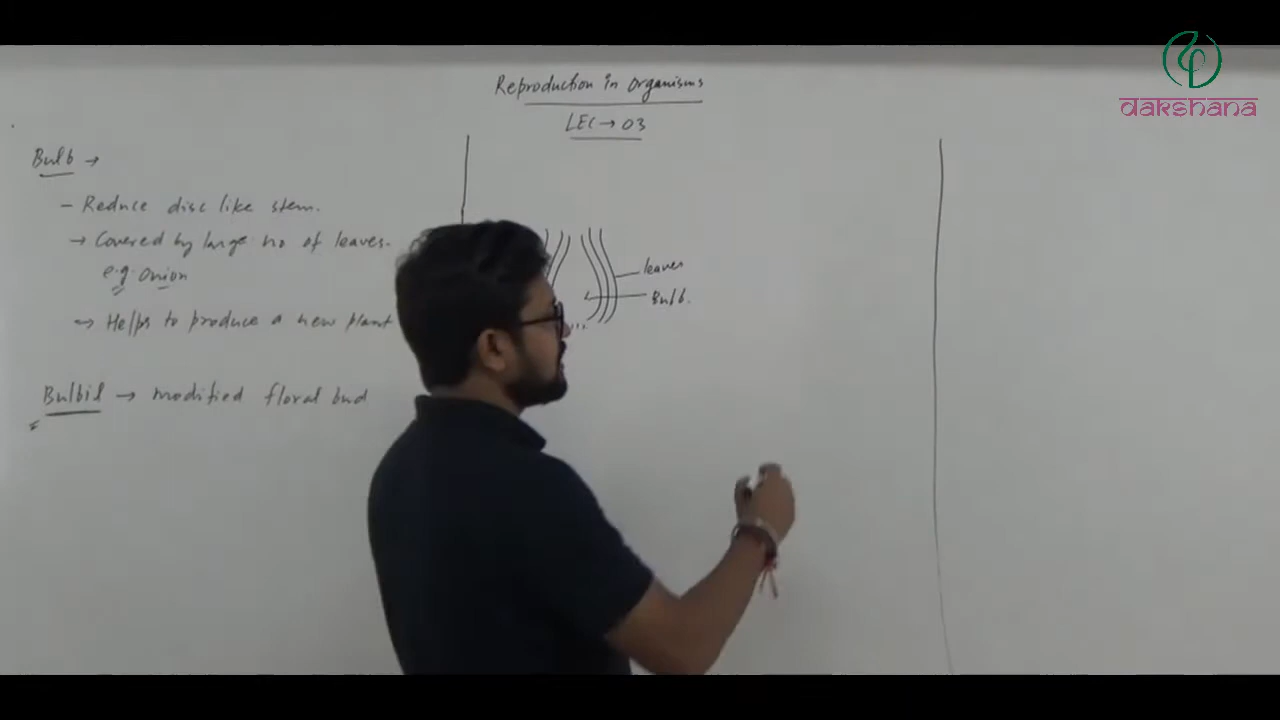 dakshana
Reproduction in organisms
LEC → 03
Bulb →
- Reduce disc like stem.
→ Covered by large no of leaves.
e.g. onion
→ Helps to produce a new plant
Bulbil → modified floral bud
leaves
Bulb.